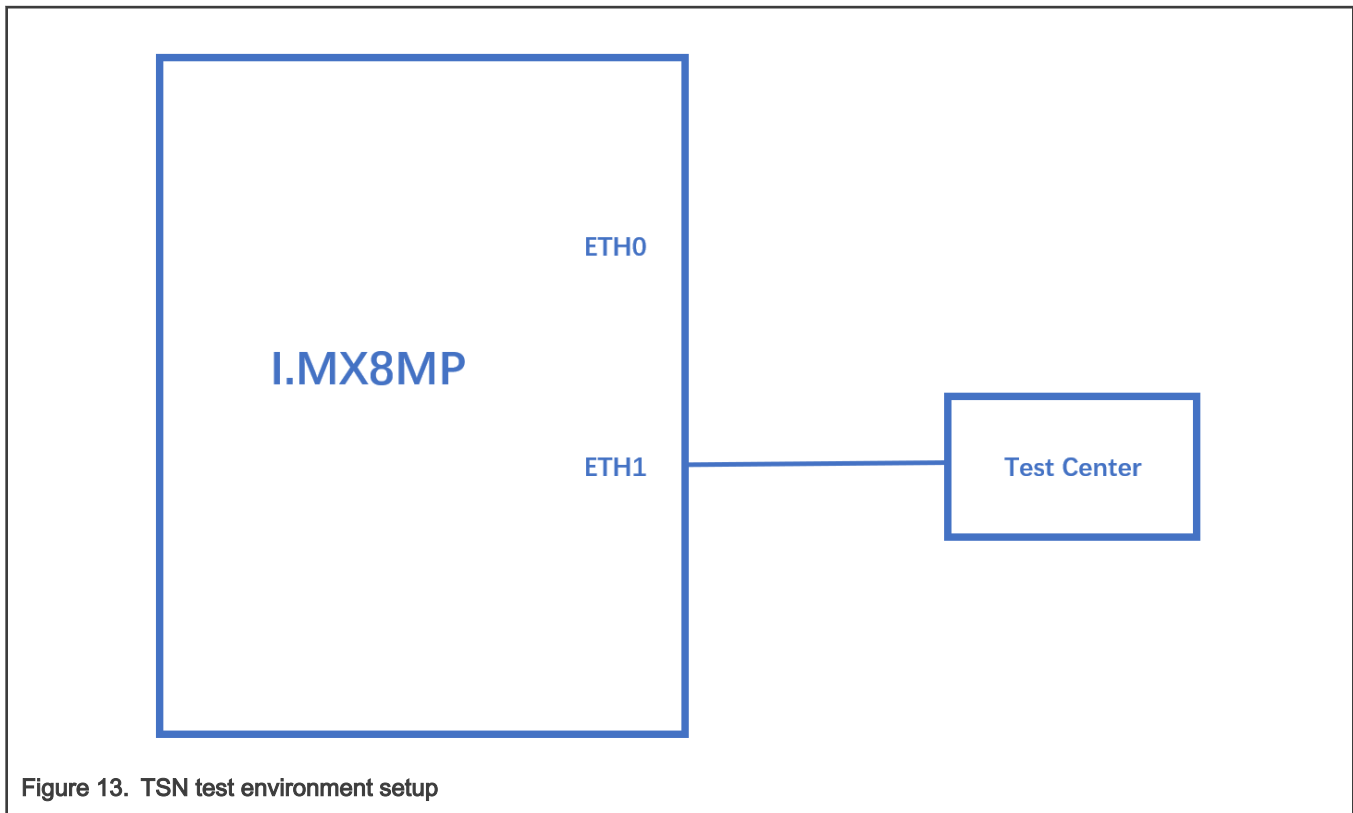 ETH0
I.MX8MP
ETH1
Test Center
Figure 13. TSN test environment setup